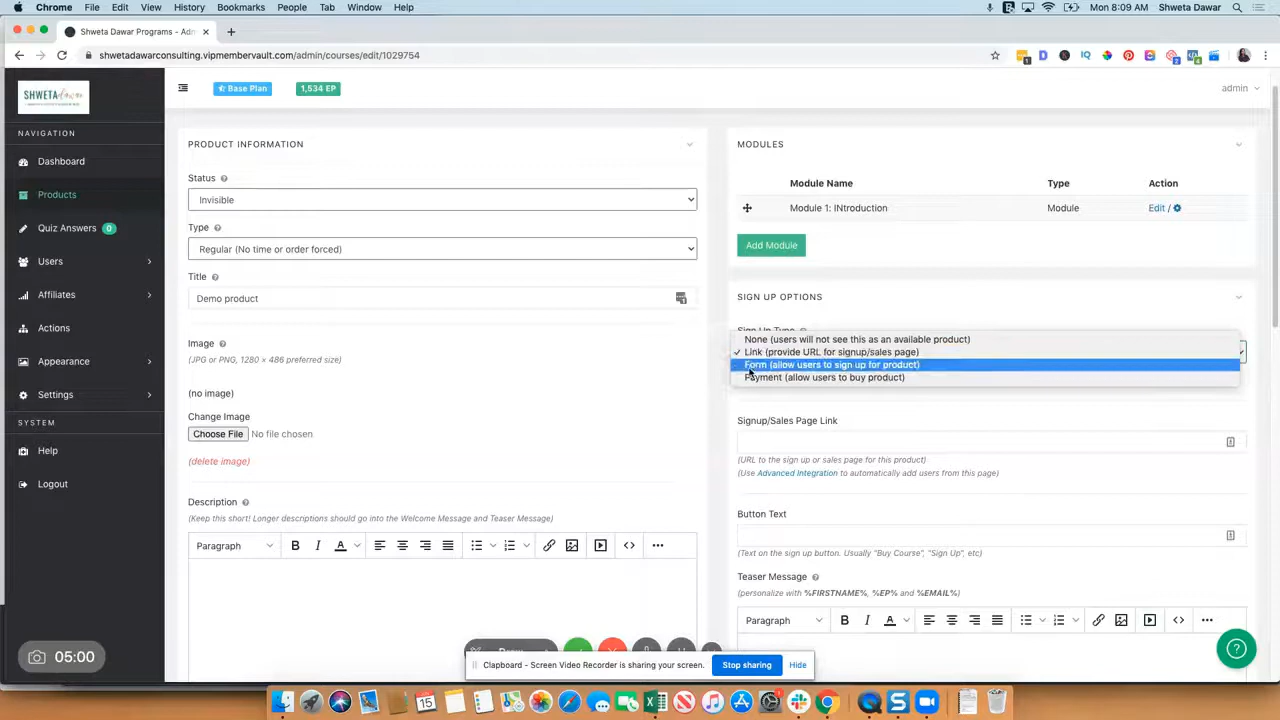 Chrome File Edit View History Bookmarks People Tab Window Help Mon 8:09 AM Shweta Dawar
Shweta Dawar Programs - Adm
shwetadawarconsulting.vipmembervault.com/admin/courses/edit/1029754
SHWETA dawar
Base Plan 1,534 EP admin
NAVIGATION
Dashboard
Products
Quiz Answers 0
Users
Affiliates
Actions
Appearance
Settings
SYSTEM
Help
Logout
05:00
PRODUCT INFORMATION
Status
Invisible
Type
Regular (No time or order forced)
Title
Demo product
Image
(JPG or PNG, 1280 × 486 preferred size)
(no image)
Change Image
Choose File No file chosen
(delete image)
Description
(Keep this short! Longer descriptions should go into the Welcome Message and Teaser Message)
Paragraph B I A
MODULES
Module Name Type Action
Module 1: INtroduction Module Edit /
Add Module
SIGN UP OPTIONS
Sign Up Type
None (users will not see this as an available product)
✓ Link (provide URL for signup/sales page)
Form (allow users to sign up for product)
Payment (allow users to buy product)
Signup/Sales Page Link
(URL to the sign up or sales page for this product)
(Use Advanced Integration to automatically add users from this page)
Button Text
(Text on the sign up button. Usually "Buy Course", "Sign Up", etc)
Teaser Message
(personalize with %FIRSTNAME%, %EP% and %EMAIL%)
Paragraph B I A
Clapboard - Screen Video Recorder is sharing your screen. Stop sharing Hide